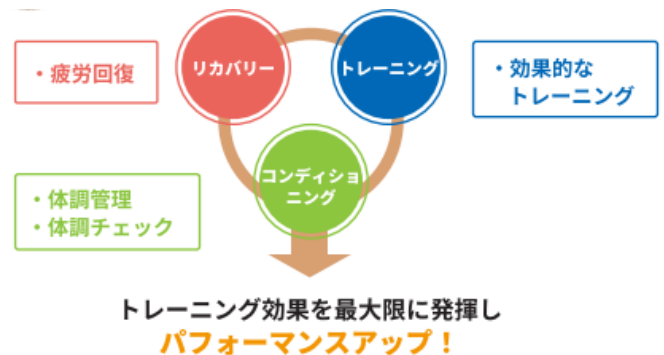 ・疲労回復
リカバリー
トレーニング
・効果的な
トレーニング
コンディショ
ニング
・体調管理
・体調チェック
トレーニング効果を最大限に発揮し
パフォーマンスアップ！